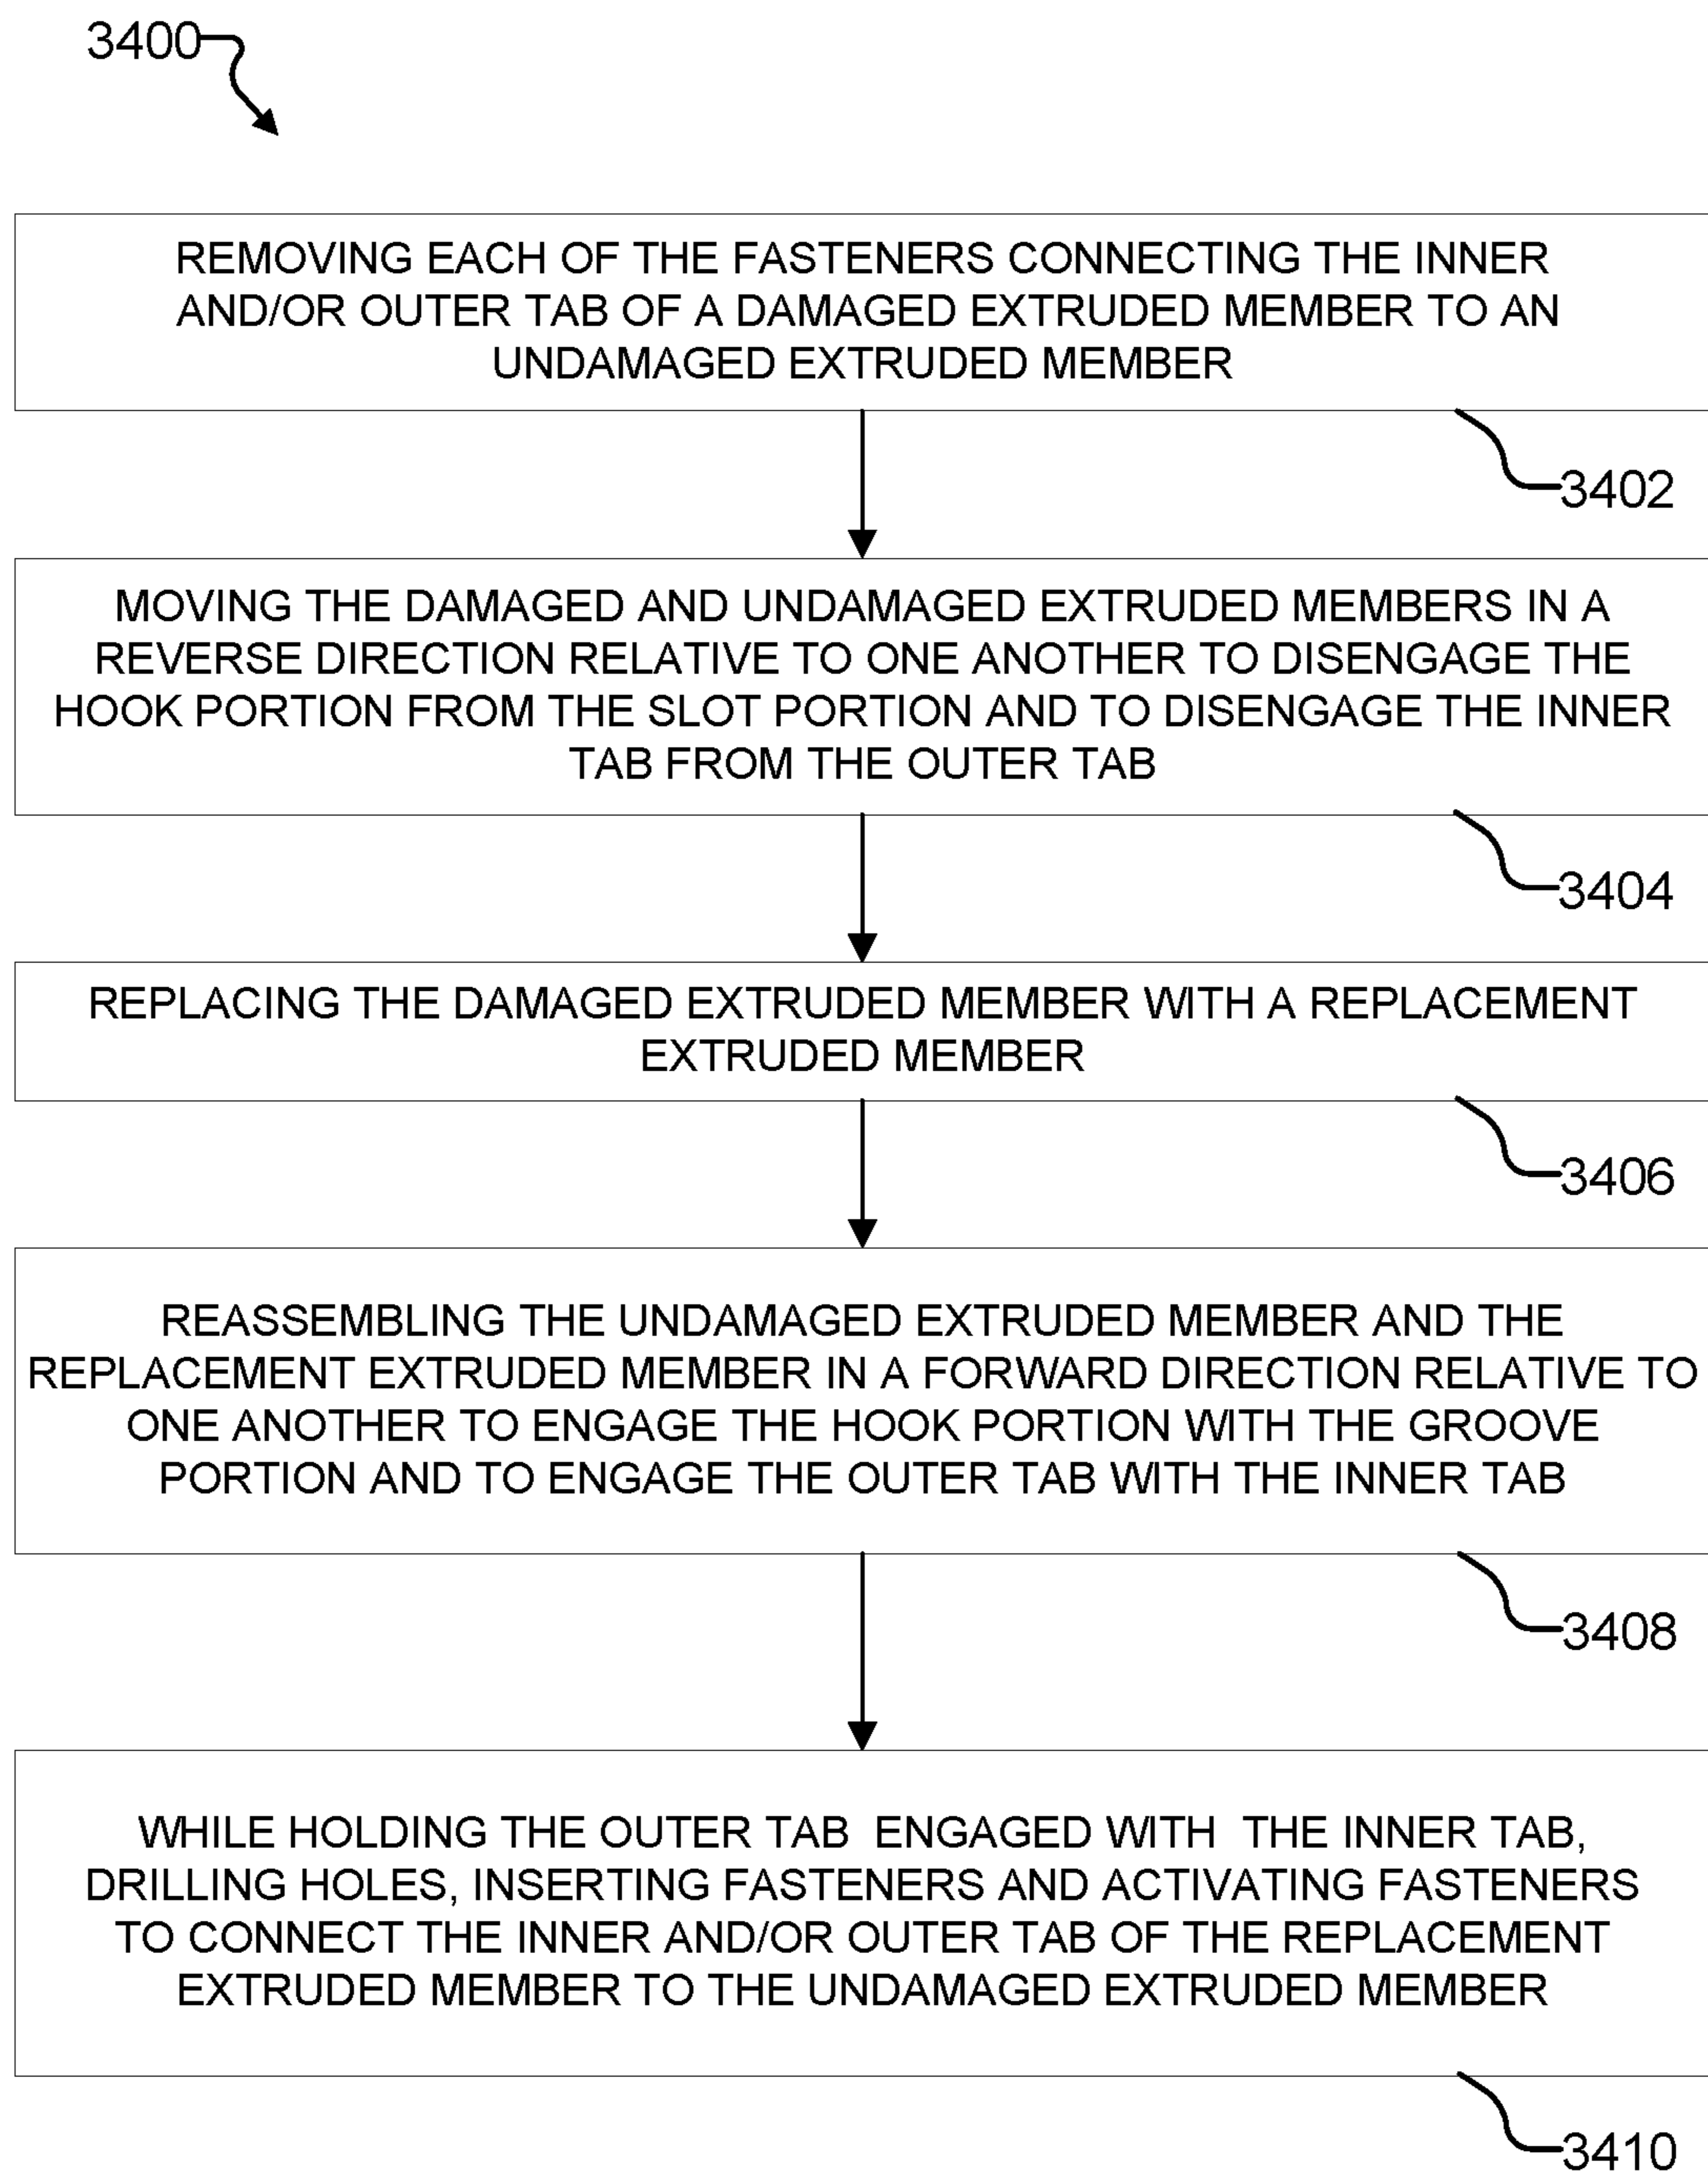 3400
REMOVING EACH OF THE FASTENERS CONNECTING THE INNER
AND/OR OUTER TAB OF A DAMAGED EXTRUDED MEMBER TO AN
UNDAMAGED EXTRUDED MEMBER
3402
MOVING THE DAMAGED AND UNDAMAGED EXTRUDED MEMBERS IN A
REVERSE DIRECTION RELATIVE TO ONE ANOTHER TO DISENGAGE THE
HOOK PORTION FROM THE SLOT PORTION AND TO DISENGAGE THE INNER
TAB FROM THE OUTER TAB
3404
REPLACING THE DAMAGED EXTRUDED MEMBER WITH A REPLACEMENT
EXTRUDED MEMBER
3406
REASSEMBLING THE UNDAMAGED EXTRUDED MEMBER AND THE
REPLACEMENT EXTRUDED MEMBER IN A FORWARD DIRECTION RELATIVE TO
ONE ANOTHER TO ENGAGE THE HOOK PORTION WITH THE GROOVE
PORTION AND TO ENGAGE THE OUTER TAB WITH THE INNER TAB
3408
WHILE HOLDING THE OUTER TAB ENGAGED WITH THE INNER TAB,
DRILLING HOLES, INSERTING FASTENERS AND ACTIVATING FASTENERS
TO CONNECT THE INNER AND/OR OUTER TAB OF THE REPLACEMENT
EXTRUDED MEMBER TO THE UNDAMAGED EXTRUDED MEMBER
3410